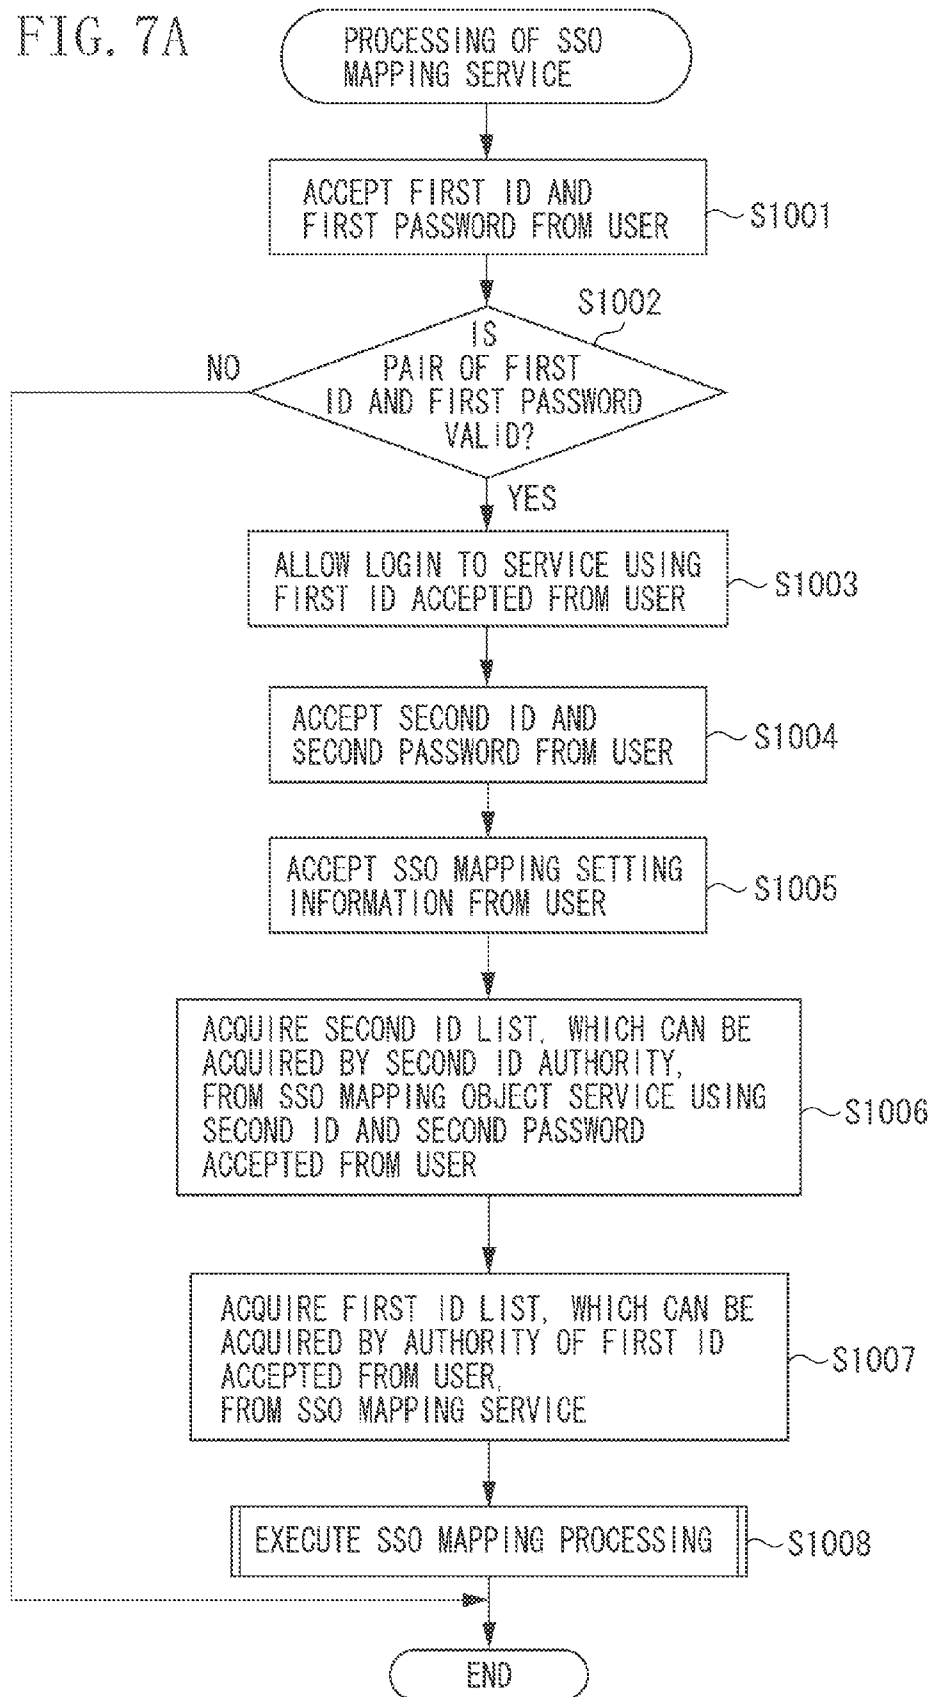 FIG. 7A
PROCESSING OF SSO
MAPPING SERVICE
ACCEPT FIRST ID AND
FIRST PASSWORD FROM USER
S1001
S1002
IS
PAIR OF FIRST
ID AND FIRST PASSWORD
VALID?
NO
YES
ALLOW LOGIN TO SERVICE USING
FIRST ID ACCEPTED FROM USER
S1003
ACCEPT SECOND ID AND
SECOND PASSWORD FROM USER
S1004
ACCEPT SSO MAPPING SETTING
INFORMATION FROM USER
S1005
ACQUIRE SECOND ID LIST, WHICH CAN BE
ACQUIRED BY SECOND ID AUTHORITY,
FROM SSO MAPPING OBJECT SERVICE USING
SECOND ID AND SECOND PASSWORD
ACCEPTED FROM USER
S1006
ACQUIRE FIRST ID LIST, WHICH CAN BE
ACQUIRED BY AUTHORITY OF FIRST ID
ACCEPTED FROM USER,
FROM SSO MAPPING SERVICE
S1007
EXECUTE SSO MAPPING PROCESSING
S1008
END